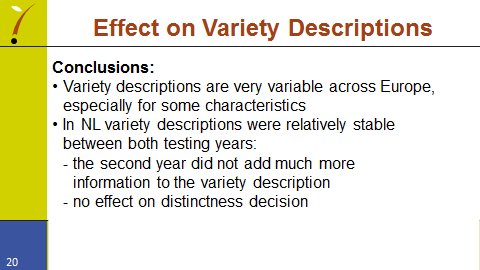 Effect on Variety Descriptions
Conclusions:
• Variety descriptions are very variable across Europe,
especially for some characteristics
• In NL variety descriptions were relatively stable
between both testing years:
- the second year did not add much more
information to the variety description
- no effect on distinctness decision
20